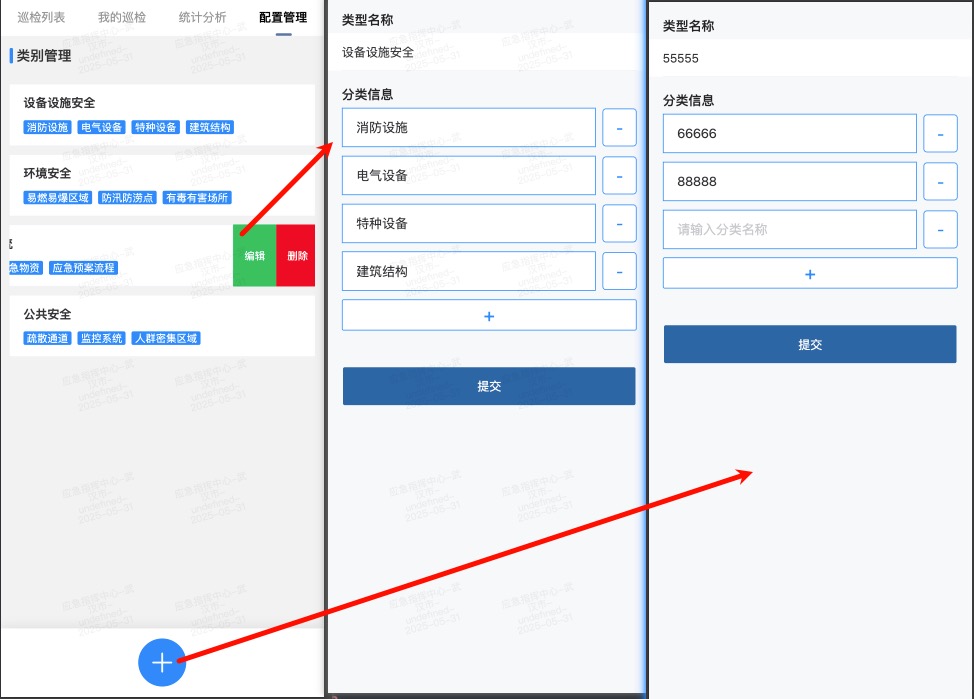 巡检列表 我的巡检 统计分析 配置管理
类别管理
设备设施安全
消防设施 电气设备 特种设备 建筑结构
环境安全
易燃易爆区域 防汛防涝点 有毒有害场所
急物资 应急预案流程
编辑 删除
公共安全
疏散通道 监控系统 人群密集区域
+
类型名称
设备设施安全
分类信息
消防设施 -
电气设备 -
特种设备 -
建筑结构 -
+
提交
类型名称
55555
分类信息
66666 -
88888 -
请输入分类名称 -
+
提交